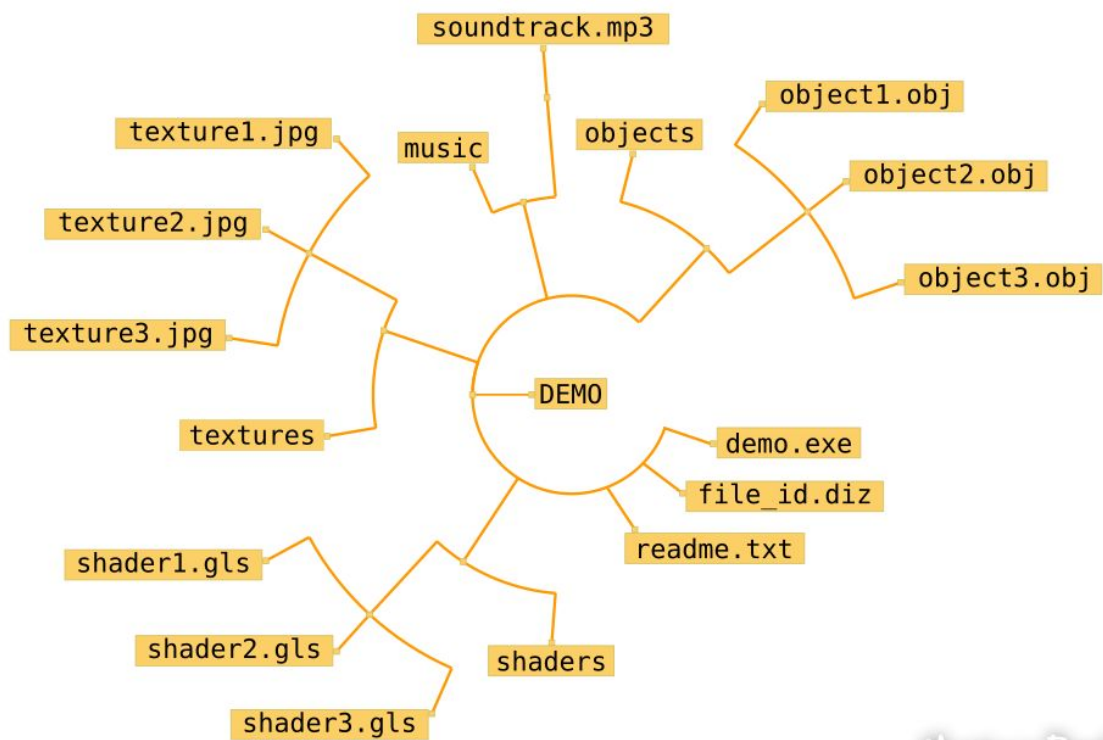 soundtrack.mp3
object1.obj
texture1.jpg
objects
music
object2.obj
texture2.jpg
object3.obj
texture3.jpg
DEMO
textures
demo.exe
file_id.diz
readme.txt
shader1.gls
shader2.gls
shaders
shader3.gls